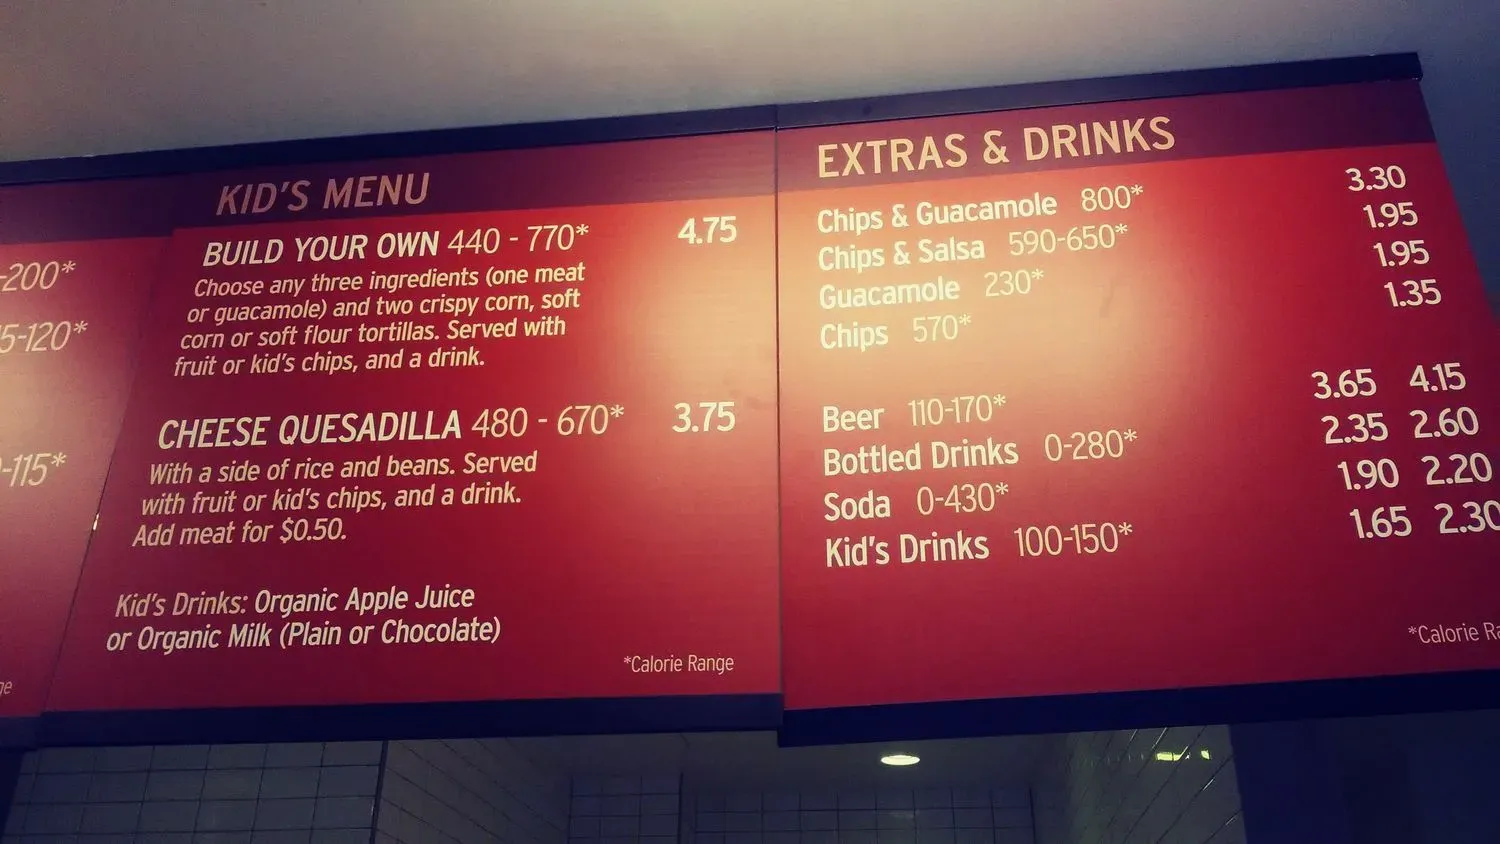 -200*
5-120*
-115*
KID'S MENU
BUILD YOUR OWN 440 - 770* 4.75
Choose any three ingredients (one meat
or guacamole) and two crispy corn, soft
corn or soft flour tortillas. Served with
fruit or kid's chips, and a drink.
CHEESE QUESADILLA 480 - 670* 3.75
With a side of rice and beans. Served
with fruit or kid's chips, and a drink.
Add meat for $0.50.
Kid's Drinks: Organic Apple Juice
or Organic Milk (Plain or Chocolate)
*Calorie Range
EXTRAS & DRINKS
Chips & Guacamole 800* 3.30
Chips & Salsa 590-650* 1.95
Guacamole 230* 1.95
Chips 570* 1.35
Beer 110-170* 3.65 4.15
Bottled Drinks 0-280* 2.35 2.60
Soda 0-430* 1.90 2.20
Kid's Drinks 100-150* 1.65 2.30
*Calorie Ra